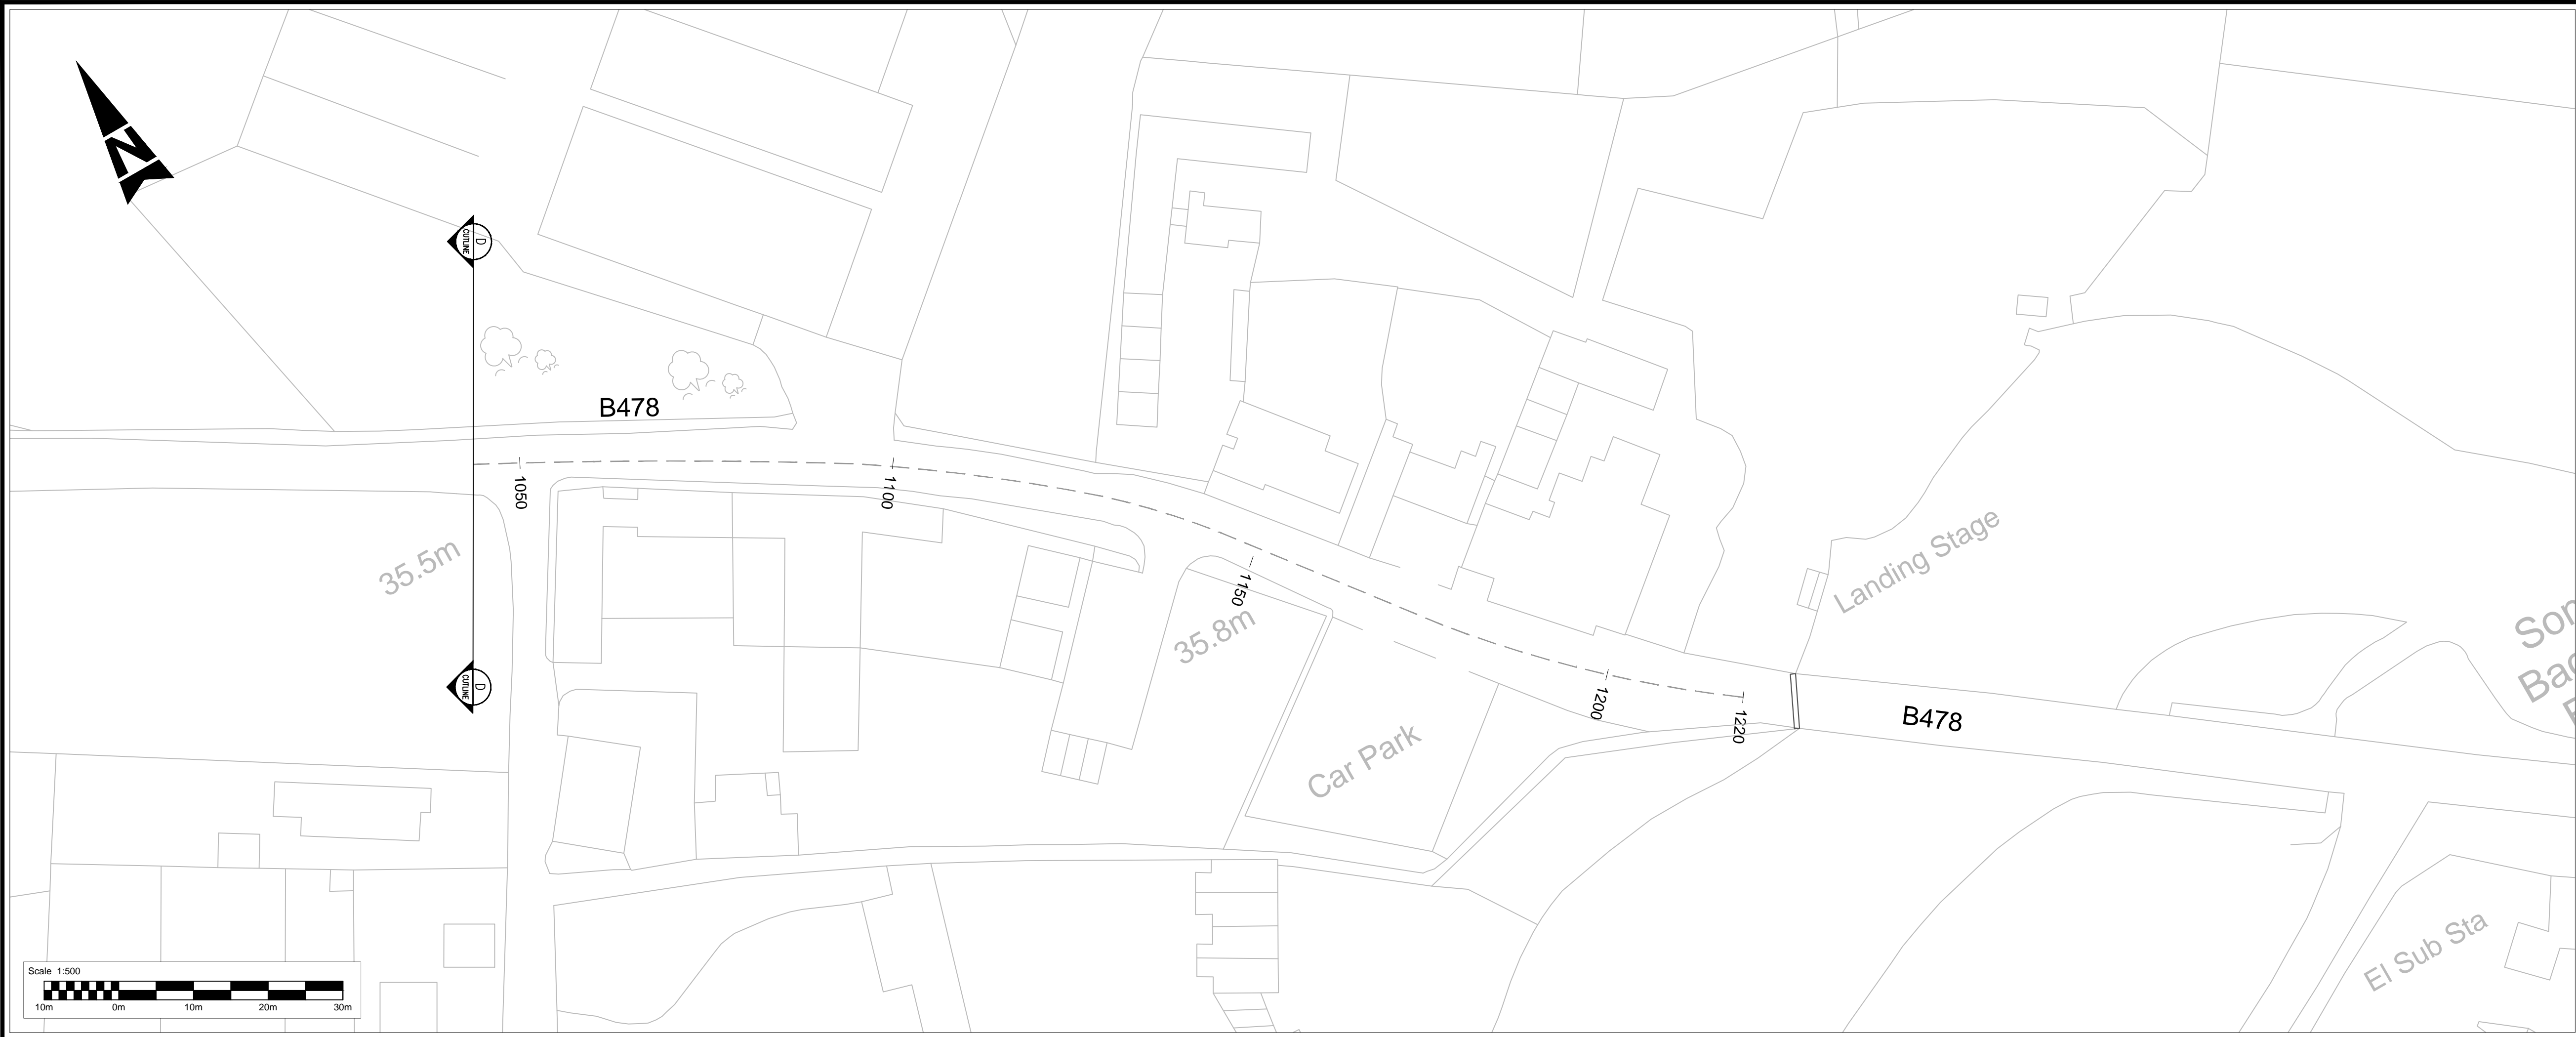 N
D
CUTLINE
B478
1050
1100
35.5m
Landing Stage
1150
35.8m
D
CUTLINE
1200
1220
B478
Car Park
El Sub Sta
Scale 1:500
10m 0m 10m 20m 30m